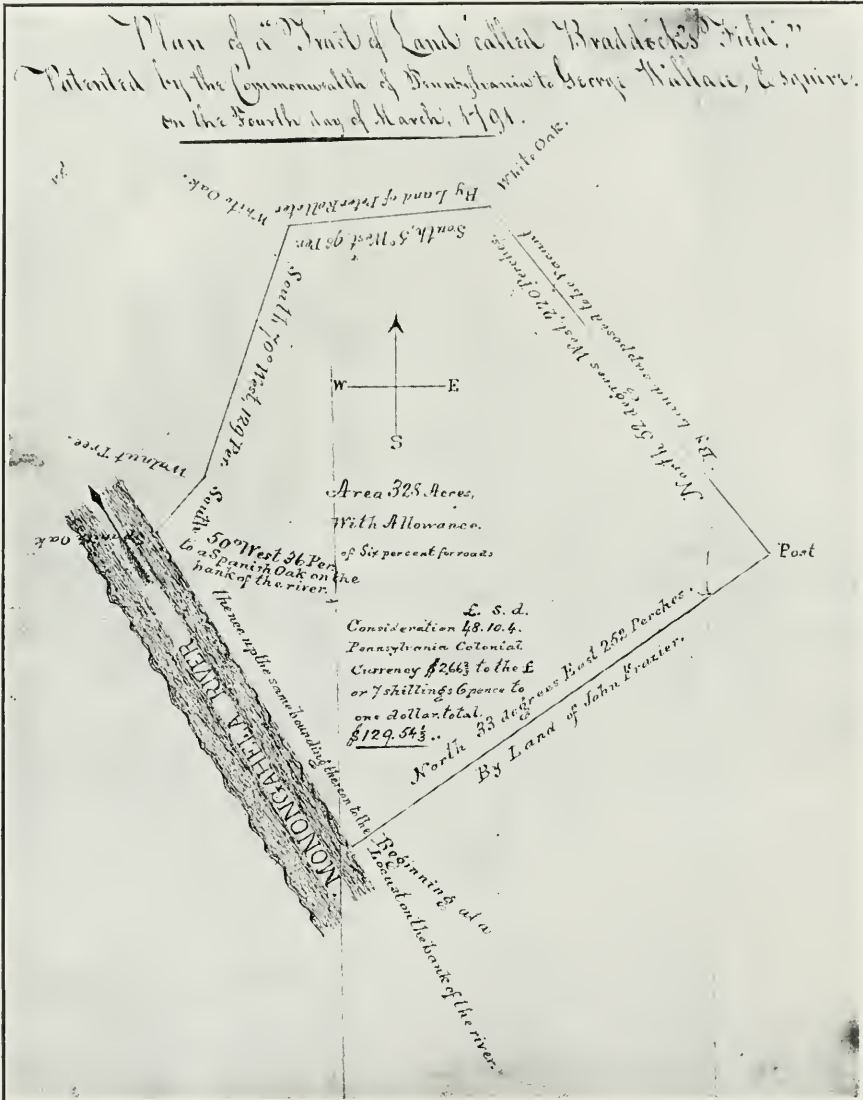 Plan of a "Tract of Land called Braddock's Field."
Patented by the Commonwealth of Pennsylvania to George Wallace, Esquire.
on the Fourth day of March, 1791.
White Oak.
By Land of Peter
White Oak.
South, 5° West, 98 Per.
By Land supposed to be Vacant
North 52 degrees West, 220 Perches.
South 70° West, 129 Per.
W E
S
Walnut Tree.
Spanish Oak
South 50° West 36 Per.
to a Spanish Oak on the
bank of the river.
Area 328 Acres,
With Allowance.
of Six percent for roads
Post
£. s. d.
Consideration 48.10.4.
Pennsylvania Colonial
Currency $2.66⅔ to the £
or 7 shillings 6 pence to
one dollar. total.
$129.54⅓..
thence up the same bounding thereon to the
MONONGAHELA RIVER
North 33 degrees East 252 Perches.
By Land of John Frazier.
Beginning at a
Locust on the bank of the river."